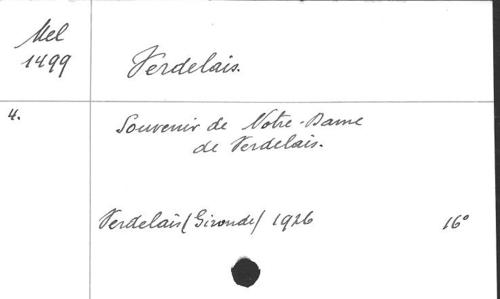 Mel
1499
Verdelais.
4.
Souvenir de Notre-Dame
de Verdelais.
Verdelais (Gironde) 1926 16°